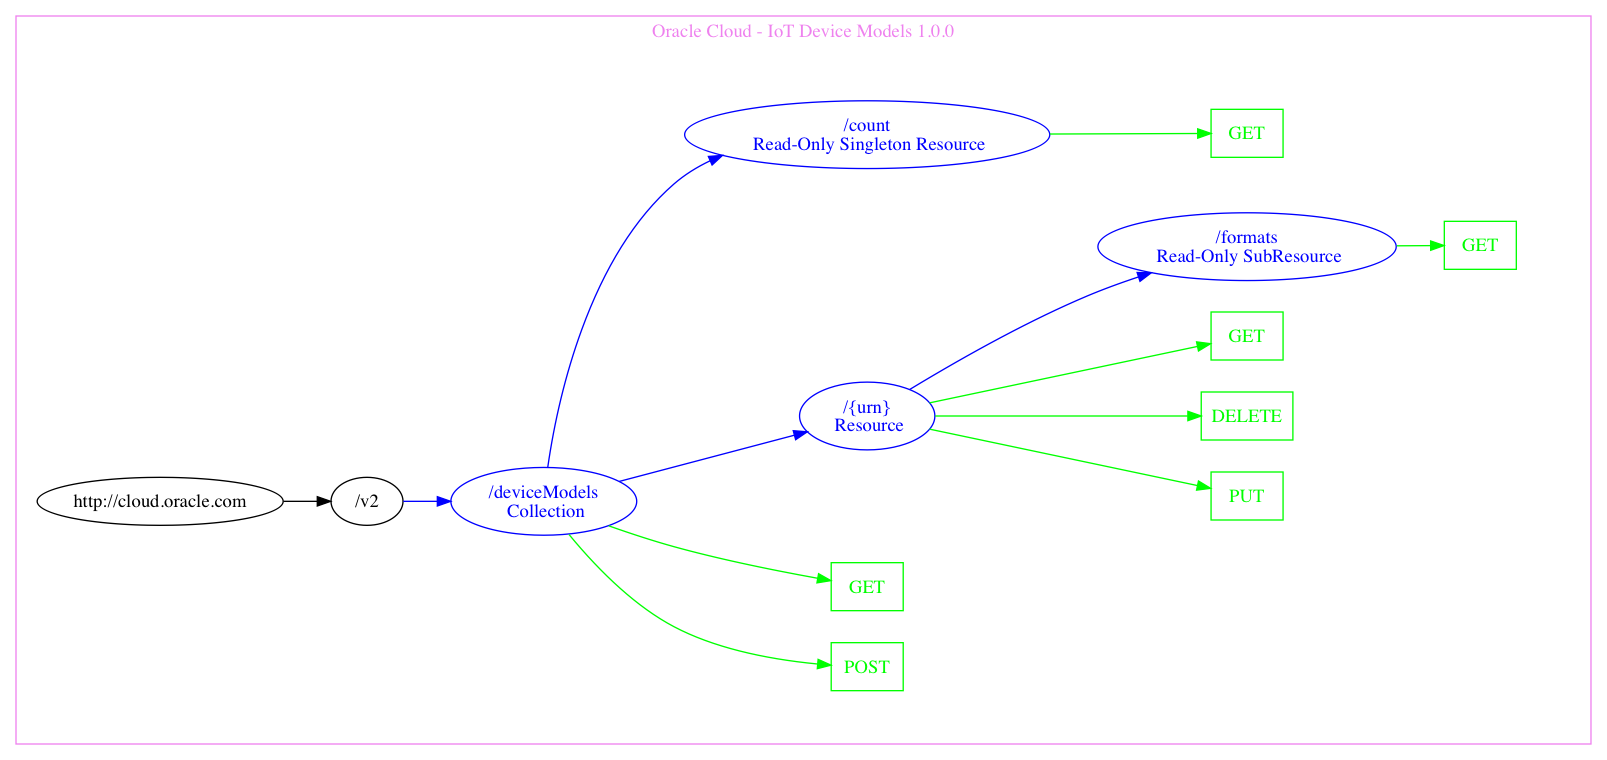 Oracle Cloud - IoT Device Models 1.0.0
/count
Read-Only Singleton Resource
GET
/formats
Read-Only SubResource
GET
GET
/{urn}
Resource
DELETE
PUT
http://cloud.oracle.com
/v2
/deviceModels
Collection
GET
POST